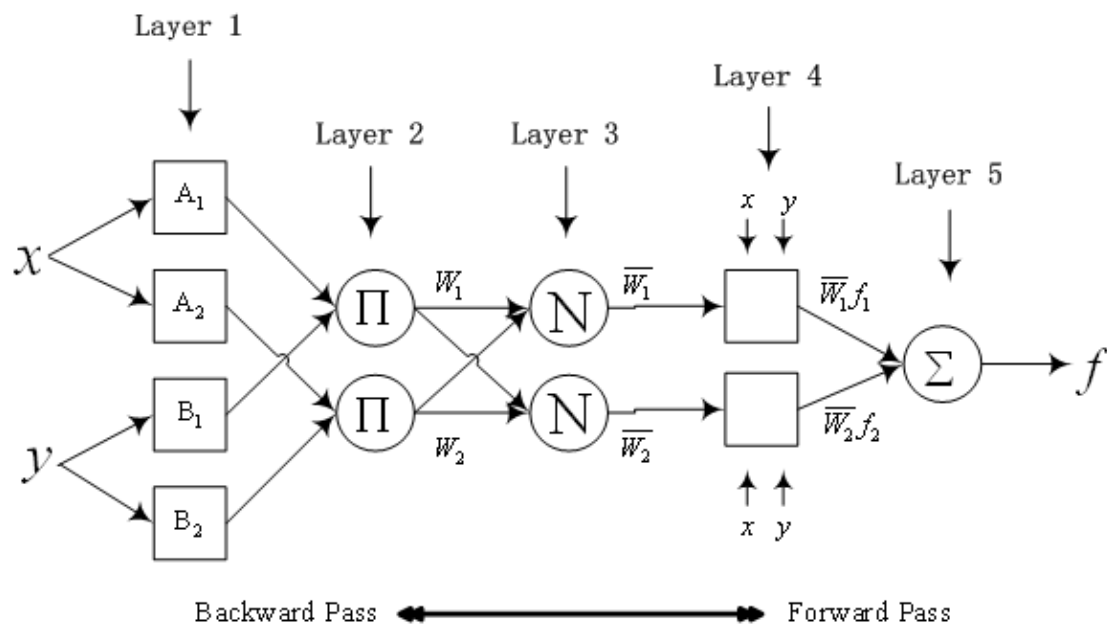 Layer 1
Layer 4
Layer 2
Layer 3
Layer 5
A₁
x y
x
A₂
Π
W₁
N
W̅₁
W̅₁f₁
Σ
f
B₁
Π
W₂
N
W̅₂
W̅₂f₂
y
B₂
x y
Backward Pass
Forward Pass